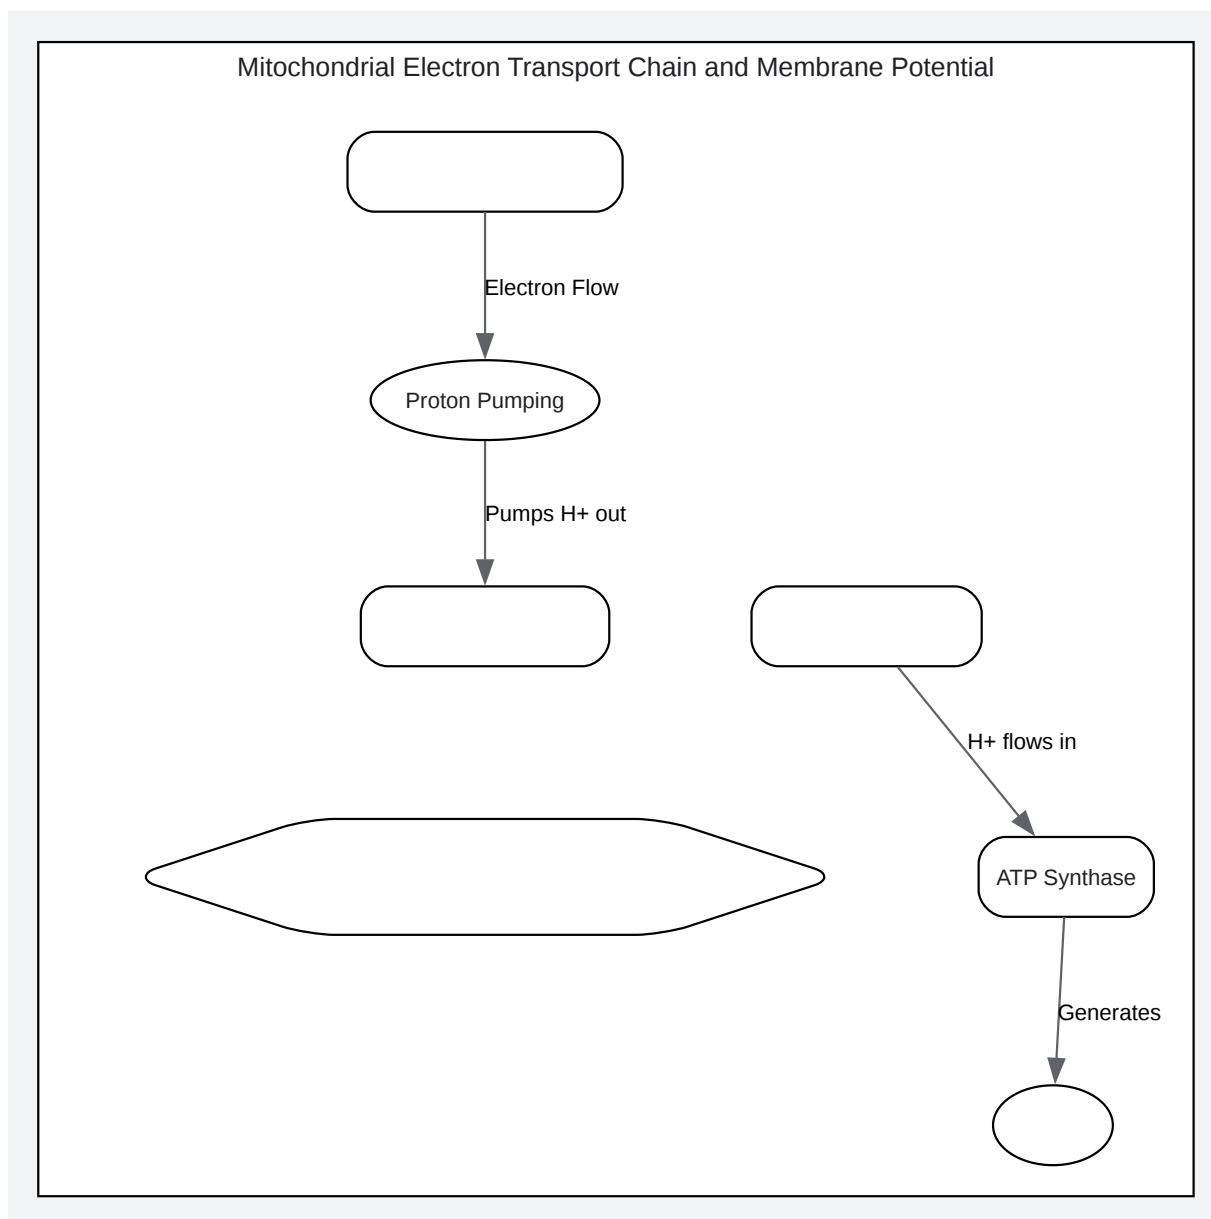 Mitochondrial Electron Transport Chain and Membrane Potential
Electron Flow
Proton Pumping
Pumps H+ out
H+ flows in
ATP Synthase
Generates